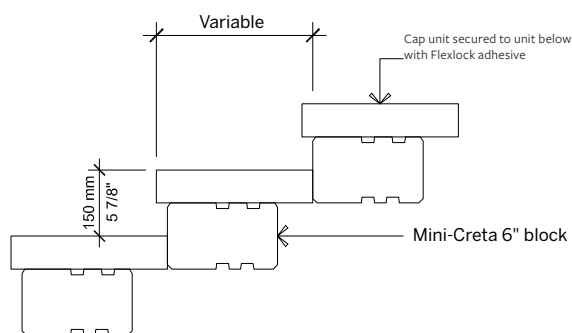 Variable
Cap unit secured to unit below
with Flexlock adhesive
150 mm
5 7/8"
Mini-Creta 6" block